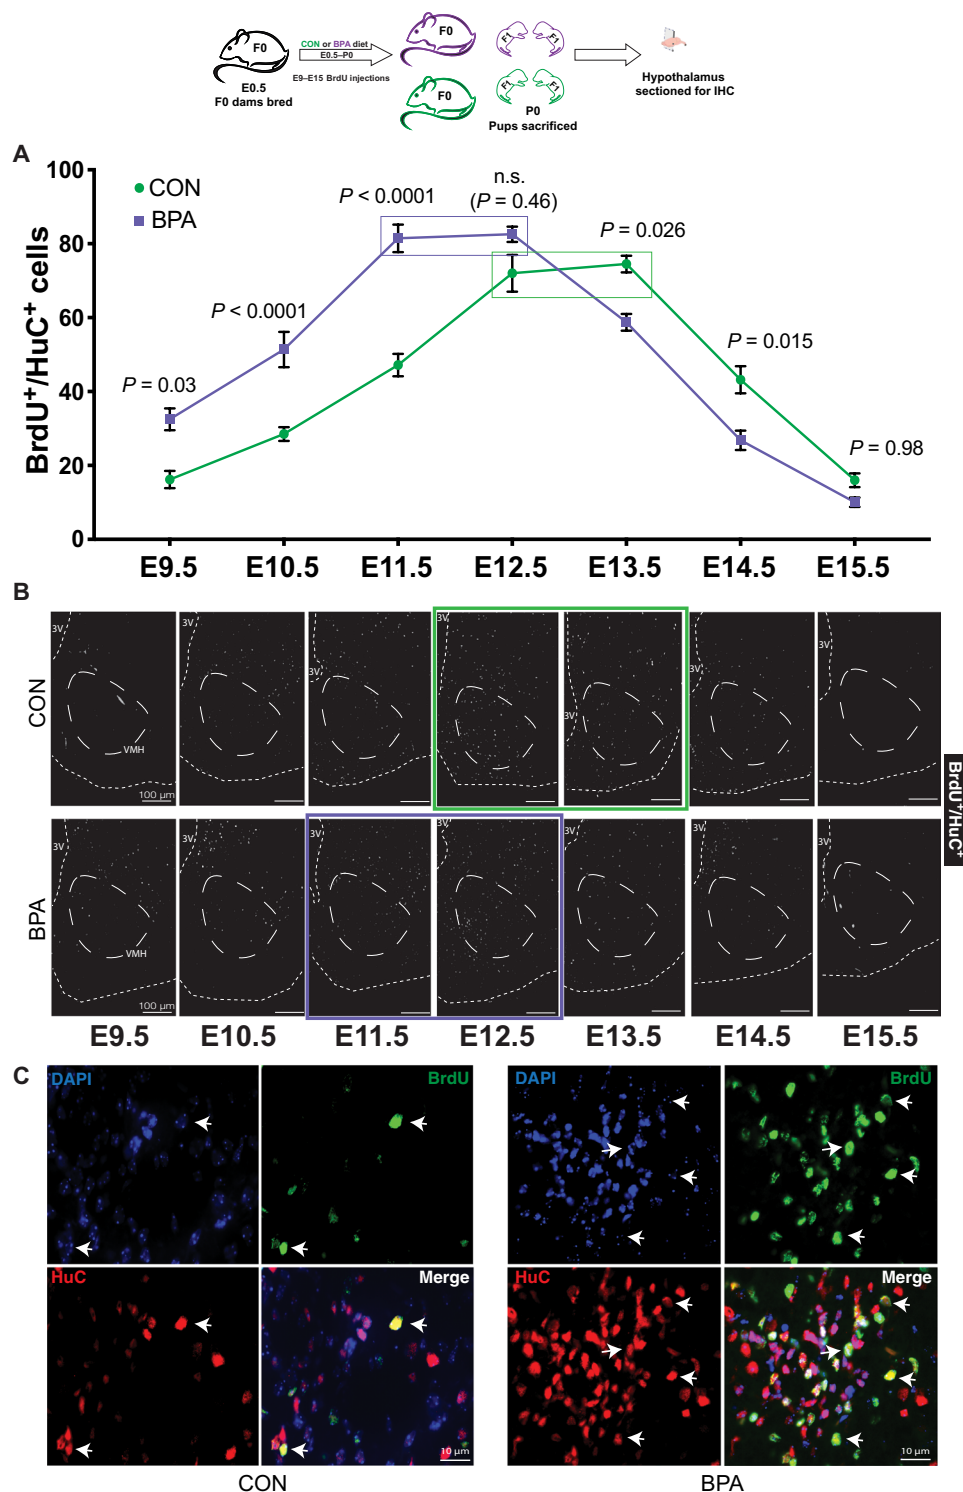 F0
CON or BPA diet
E0.5–P0
E9–E15 BrdU injections
F0
F1
F1
E0.5
F0 dams bred
F0
F1
F1
P0
Pups sacrificed
Hypothalamus
sectioned for IHC
A
CON
BPA
BrdU⁺/HuC⁺ cells
100
80
60
40
20
0
P = 0.03
P < 0.0001
P < 0.0001
n.s.
(P = 0.46)
P = 0.026
P = 0.015
P = 0.98
E9.5 E10.5 E11.5 E12.5 E13.5 E14.5 E15.5
B
CON
3V 3V 3V 3V 3V 3V 3V
VMH
100 µm
BrdU⁺/HuC⁺
BPA
3V 3V 3V 3V 3V 3V 3V
VMH
100 µm
E9.5 E10.5 E11.5 E12.5 E13.5 E14.5 E15.5
C
DAPI BrdU DAPI BrdU
HuC Merge HuC Merge
10 µm 10 µm
CON BPA